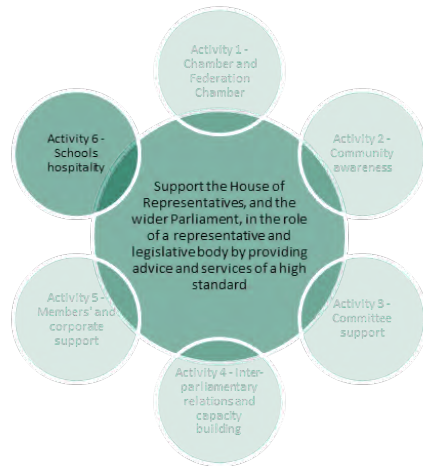 Activity 1 -
Chamber and
Federation
Chamber
Activity 6 -
Schools
hospitality
Activity 2 -
Community
awareness
Support the House of
Representatives, and the
wider Parliament, in the role
of a representative and
legislative body by providing
advice and services of a high
standard
Activity 5 -
Members' and
corporate
support
Activity 3 -
Committee
support
Activity 4 - Inter-
parliamentary
relations and
capacity
building